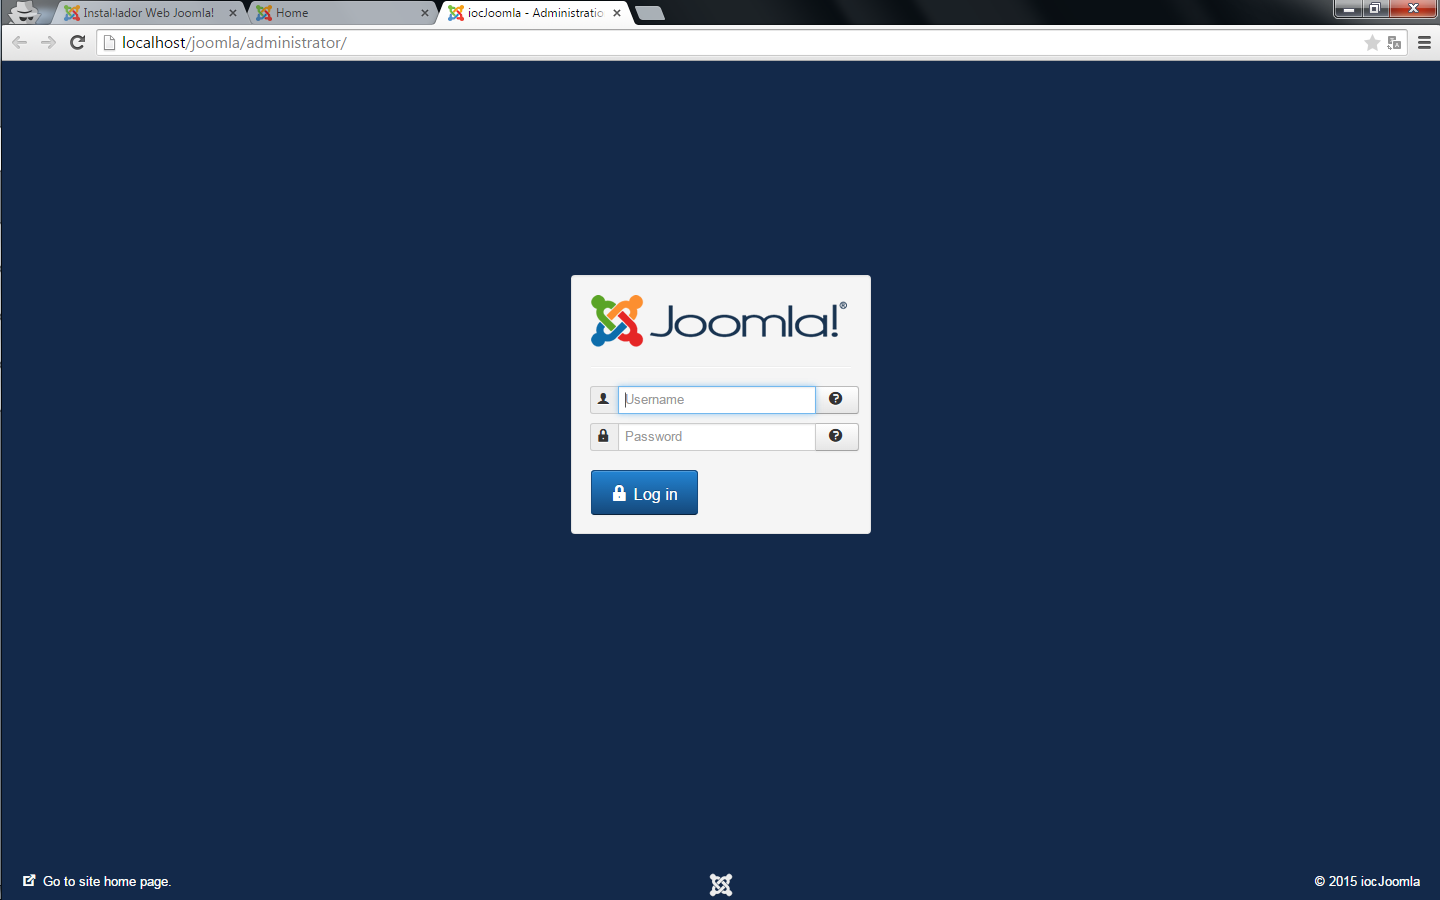 Instal·lador Web Joomla!
Home
iocJoomla - Administratio
localhost/joomla/administrator/
Joomla!®
Username
Password
Log in
Go to site home page.
© 2015 iocJoomla